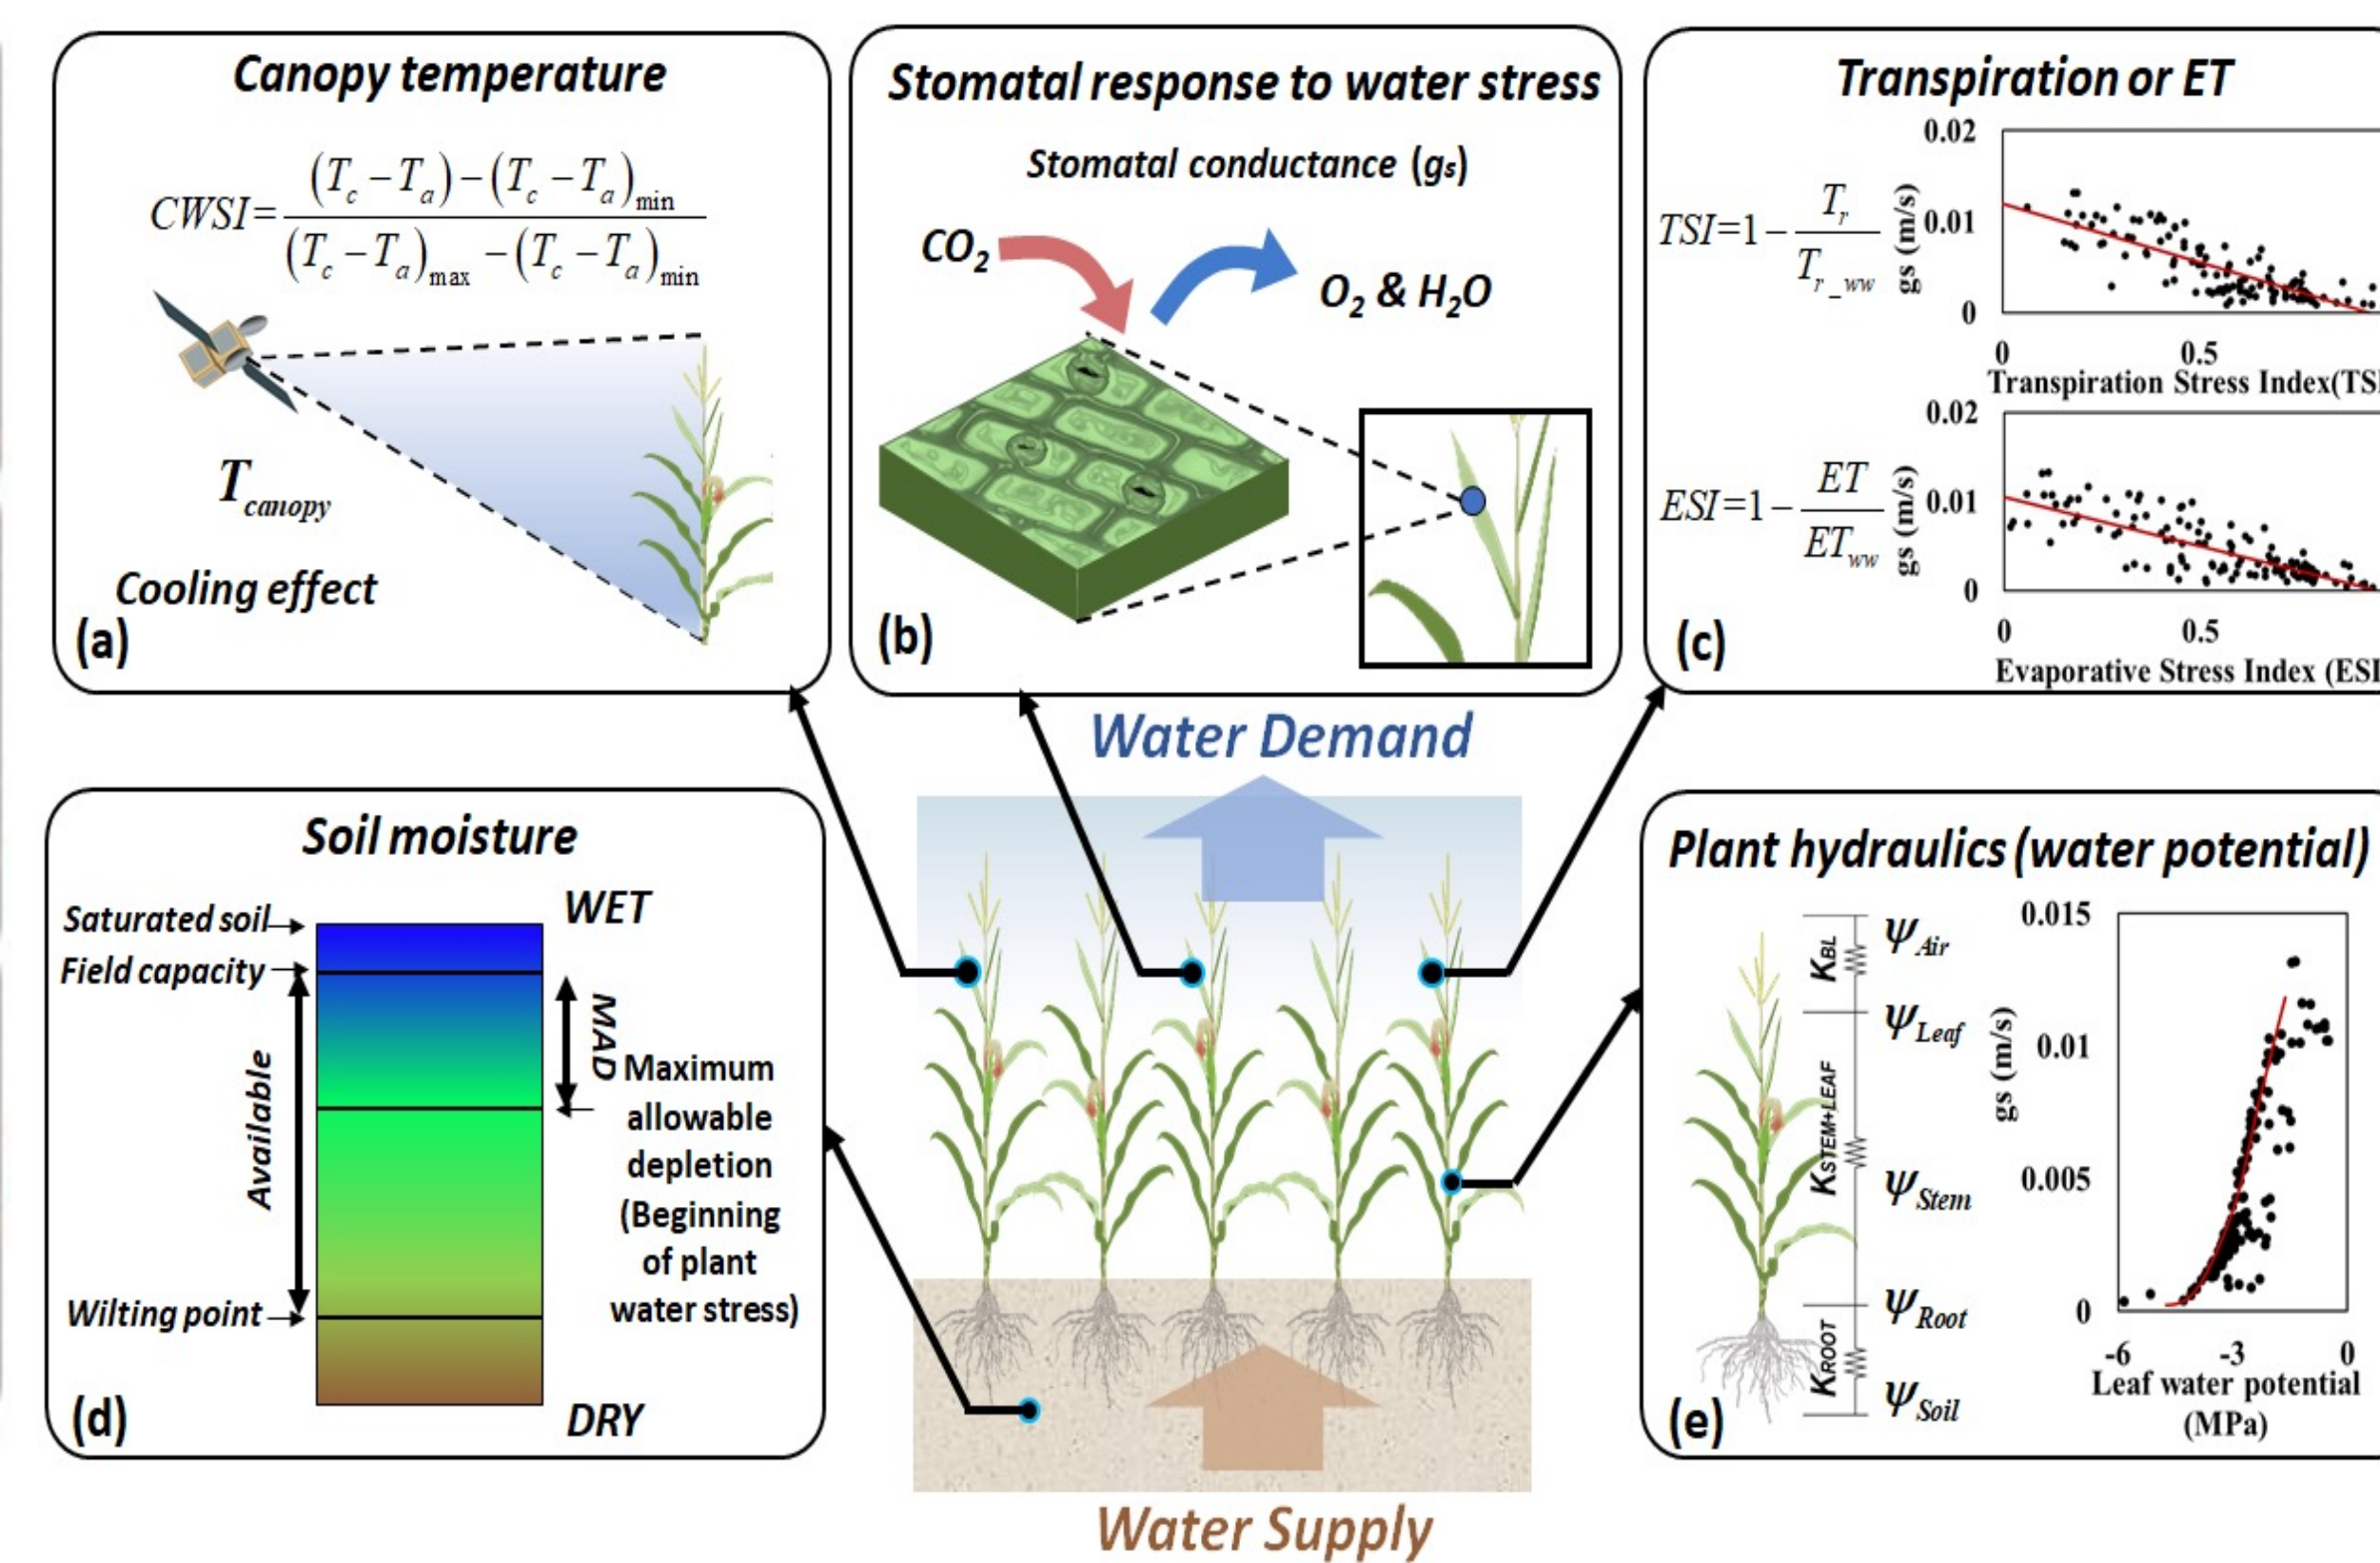 Canopy temperature
CWSI= (T_c − T_a) − (T_c − T_a)_min
(T_c − T_a)_max − (T_c − T_a)_min
T_canopy
Cooling effect
(a)
Stomatal response to water stress
Stomatal conductance (gs)
CO2
O2 & H2O
(b)
Transpiration or ET
TSI=1− T_r
T_r_ww
gs (m/s)
0.02
0.01
0
0 0.5
Transpiration Stress Index(TSI
ESI=1− ET
ET_ww
gs (m/s)
0.02
0.01
0
0 0.5
Evaporative Stress Index (ESI
(c)
Water Demand
Soil moisture
WET
Saturated soil
Field capacity
MAD
Available
Maximum
allowable
depletion
(Beginning
of plant
water stress)
Wilting point
DRY
(d)
Water Supply
Plant hydraulics (water potential)
KBL
KSTEM+LEAF
KROOT
ψ_Air
ψ_Leaf
ψ_Stem
ψ_Root
ψ_Soil
gs (m/s)
0.015
0.01
0.005
0
-6 -3 0
Leaf water potential
(MPa)
(e)